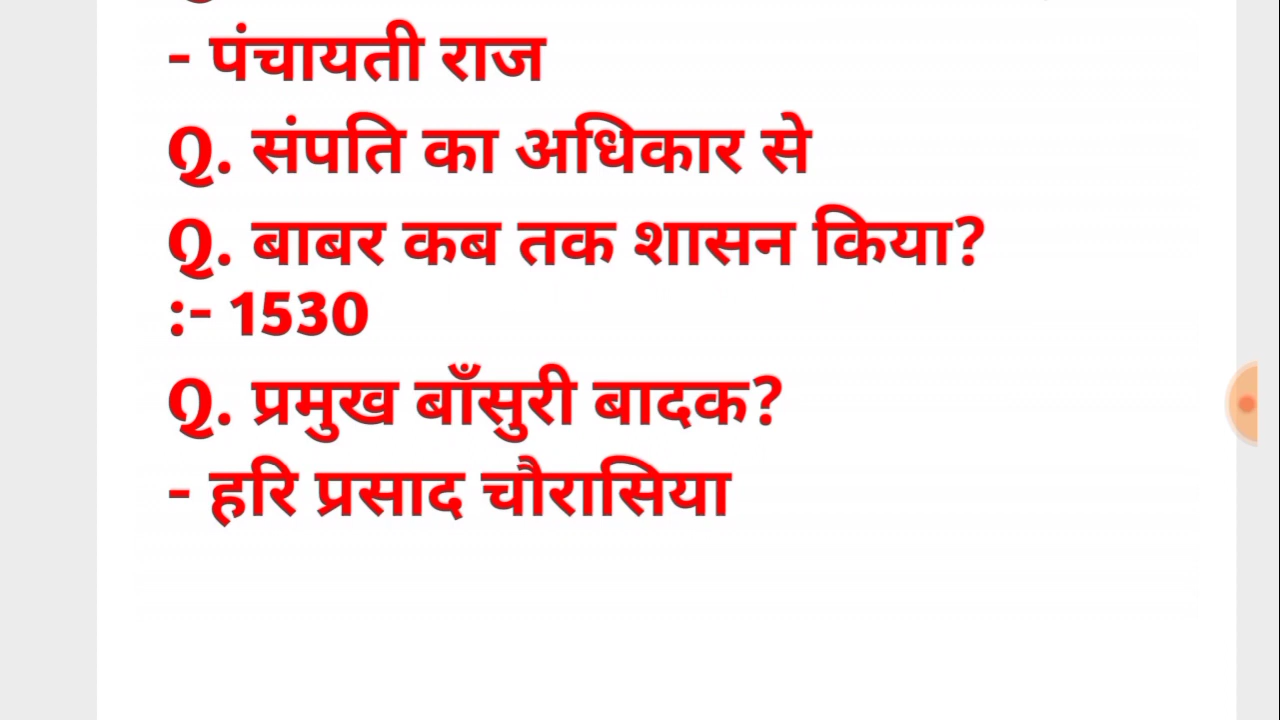 - पंचायती राज
Q. संपति का अधिकार से
Q. बाबर कब तक शासन किया?
:- 1530
Q. प्रमुख बाँसुरी बादक?
- हरि प्रसाद चौरासिया